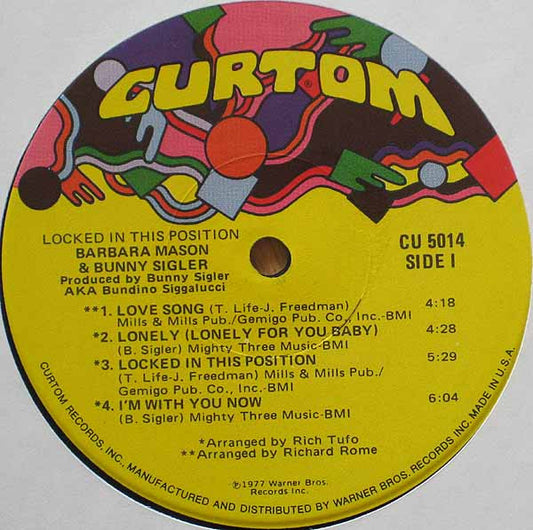 CURTOM
LOCKED IN THIS POSITION
BARBARA MASON
& BUNNY SIGLER
Produced by Bunny Sigler
AKA Bundino Siggalucci
CU 5014
SIDE I
**1. LOVE SONG (T. Life-J. Freedman) 4:18
Mills & Mills Pub./Gemigo Pub. Co., Inc.-BMI
*2. LONELY (LONELY FOR YOU BABY) 4:28
(B. Sigler) Mighty Three Music-BMI
*3. LOCKED IN THIS POSITION 5:29
(T. Life-J. Freedman) Mills & Mills Pub./
Gemigo Pub. Co., Inc.-BMI
*4. I'M WITH YOU NOW 6:04
(B. Sigler) Mighty Three Music-BMI
*Arranged by Rich Tufo
**Arranged by Richard Rome
℗1977 Warner Bros.
Records Inc.
CURTOM RECORDS, INC., MANUFACTURED AND DISTRIBUTED BY WARNER BROS. RECORDS INC. MADE IN U.S.A.